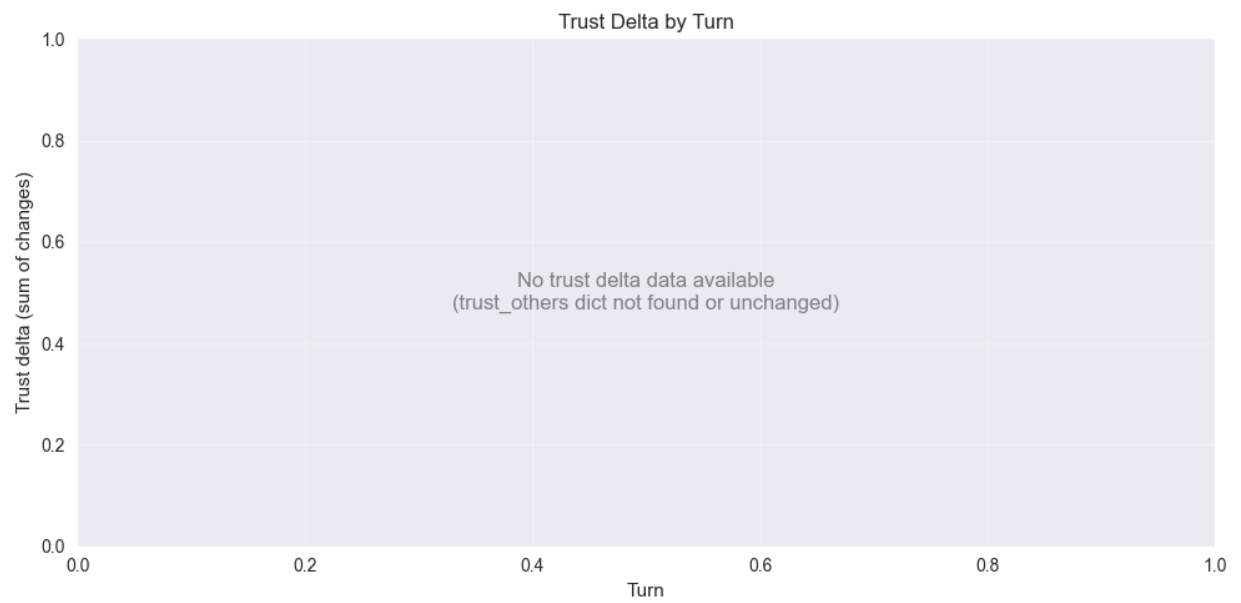 Trust Delta by Turn
1.0
0.8
0.6
0.4
0.2
0.0
Trust delta (sum of changes)
No trust delta data available
(trust_others dict not found or unchanged)
0.0 0.2 0.4 0.6 0.8 1.0
Turn